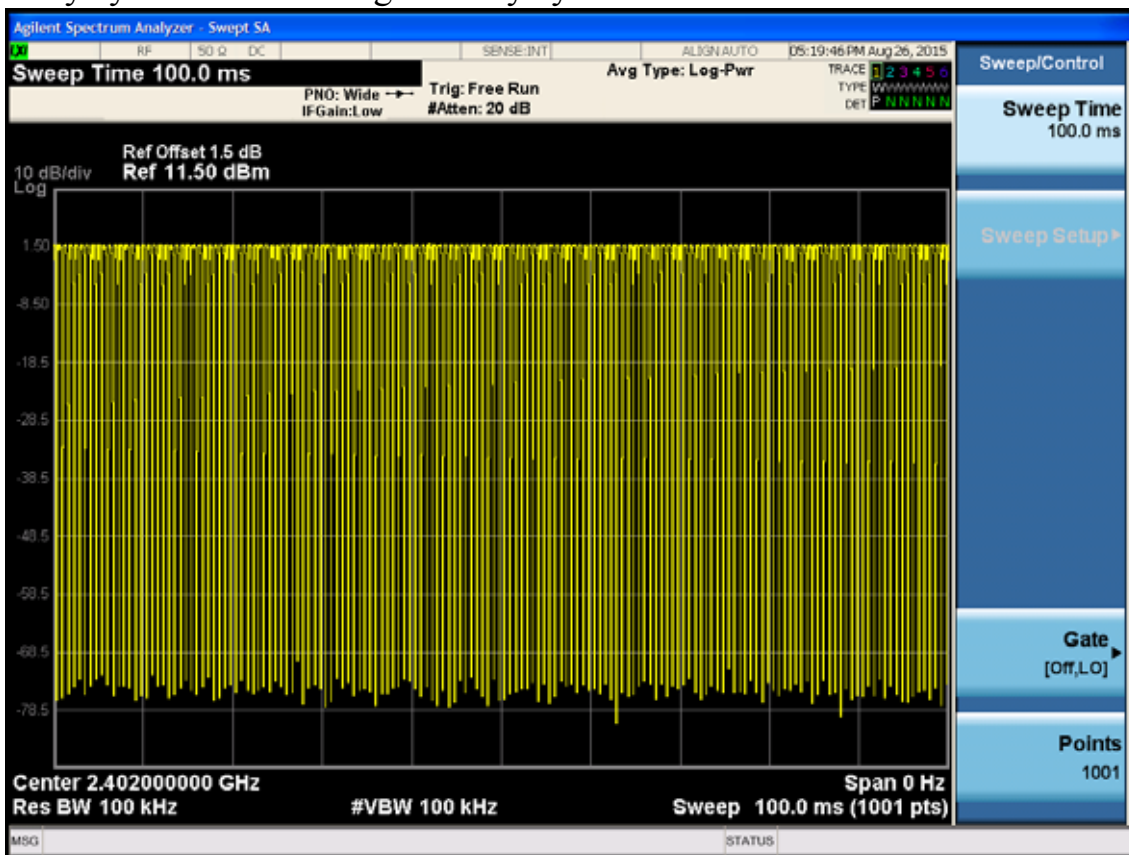 Agilent Spectrum Analyzer - Swept SA
RF 50 Ω DC SENSE:INT ALIGN AUTO 05:19:46 PM Aug 26, 2015
Sweep Time 100.0 ms
PNO: Wide
IFGain:Low
Trig: Free Run
#Atten: 20 dB
Avg Type: Log-Pwr
TRACE 1 2 3 4 5 6
TYPE WWWWWW
DET P N N N N N
Ref Offset 1.5 dB
10 dB/div Ref 11.50 dBm
Log
1.50
-8.50
-18.5
-28.5
-38.5
-48.5
-58.5
-68.5
-78.5
Center 2.402000000 GHz Span 0 Hz
Res BW 100 kHz #VBW 100 kHz Sweep 100.0 ms (1001 pts)
MSG STATUS
Sweep/Control
Sweep Time
100.0 ms
Sweep Setup
Gate
[Off,LO]
Points
1001